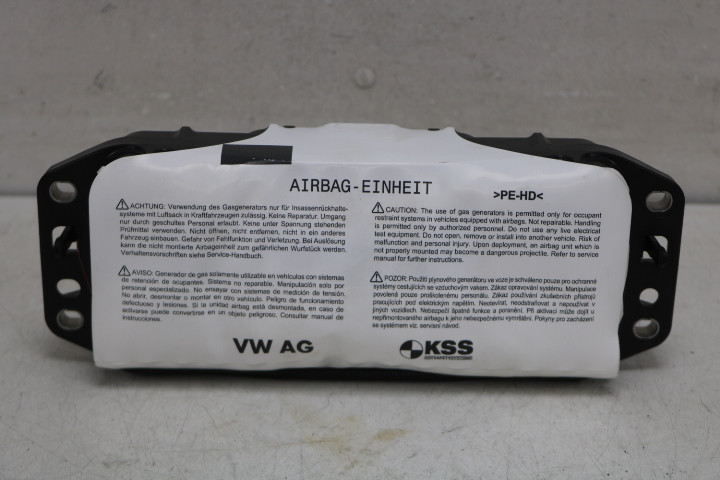 AIRBAG-EINHEIT
>PE-HD<
ACHTUNG: Verwendung des Gasgenerators nur für Insassenrückhalte-
systeme mit Luftsack in Kraftfahrzeugen zulässig. Keine Reparatur. Umgang
nur durch geschultes Personal erlaubt. Keine unter Spannung stehenden
Prüfmittel verwenden. Nicht öffnen, nicht entfernen, nicht in ein anderes
Fahrzeug einbauen. Gefahr von Fehlfunktion und Verletzung. Bei Auslösung
kann die nicht montierte Airbageinheit zum gefährlichen Wurfstück werden.
Verhaltensvorschriften siehe Service-Handbuch.
AVISO: Generador de gas solamente utilizable en vehículos con sistemas
de retención de ocupantes. Sistema no reparable. Manipulación solo por
personal especializado. No ensayar con sistemas de medición de tensión.
No abrir, desmontar o montar en otro vehículo. Peligro de funcionamiento
defectuoso y lesiones. Si la unidad airbag está desmontada, en caso de
activarse puede convertirse en un objeto peligroso. Consultar manual de
instrucciones.
CAUTION: The use of gas generators is permitted only for occupant
restraint systems in vehicles equipped with airbags. Not repairable. Handling
is permitted only by authorized personnel. Do not use any live electrical
test equipment. Do not open, remove or install into another vehicle. Risk of
malfunction and personal injury. Upon deployment, an airbag unit which is
not properly mounted may become a dangerous projectile. Refer to service
manual for further instructions.
POZOR: Použití plynového generátoru ve voze je schváleno pouze pro ochranné
systémy cestujících se vzduchovým vakem. Zákaz opravování systému. Manipulace
povolena pouze proškolenému personálu. Zákaz používání zkušebních přístrojů
pracujících pod elektrickým napětím. Neotevírat, neodstraňovat a nepoužívat v
jiných vozidlech. Nebezpečí špatné funkce a poranění. Při aktivaci může dojít u
nepřimontovaného airbagu k jeho nebezpečnému vymrštění. Pokyny pro zacházení
se systémem viz. servisní návod.
VW AG
KSS